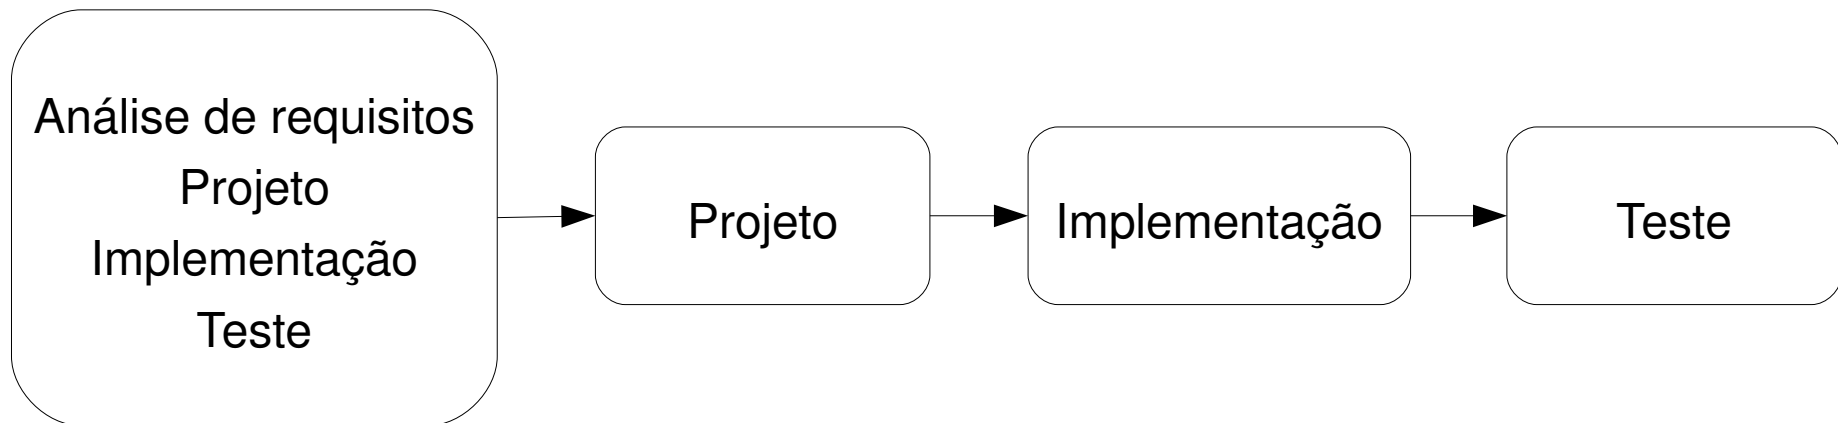 Análise de requisitos
Projeto
Implementação
Teste
Projeto
Implementação
Teste